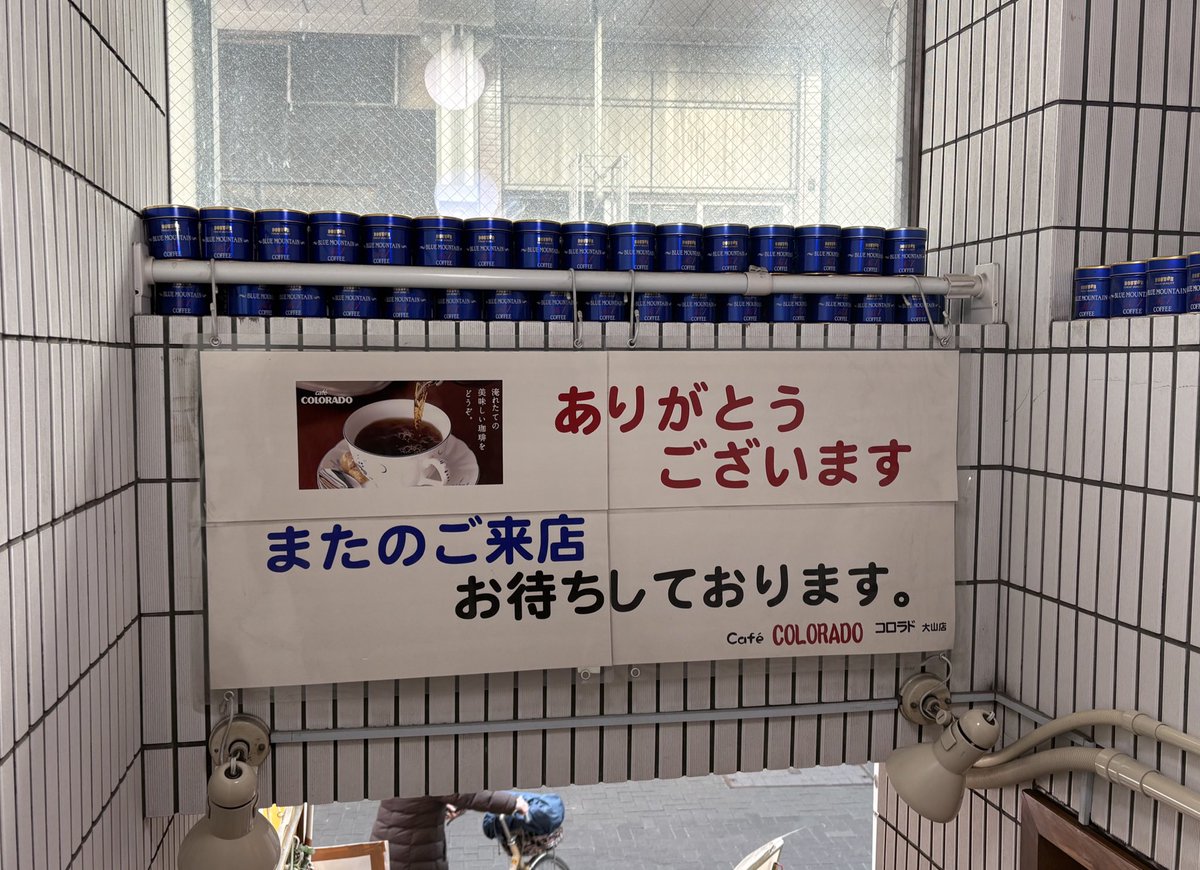 DOUTOR
BLUE MOUNTAIN
COFFEE
café
COLORADO
淹れたての
美味しい珈琲を
どうぞ。
ありがとう
ございます
またのご来店
お待ちしております。
Café COLORADO コロラド 大山店